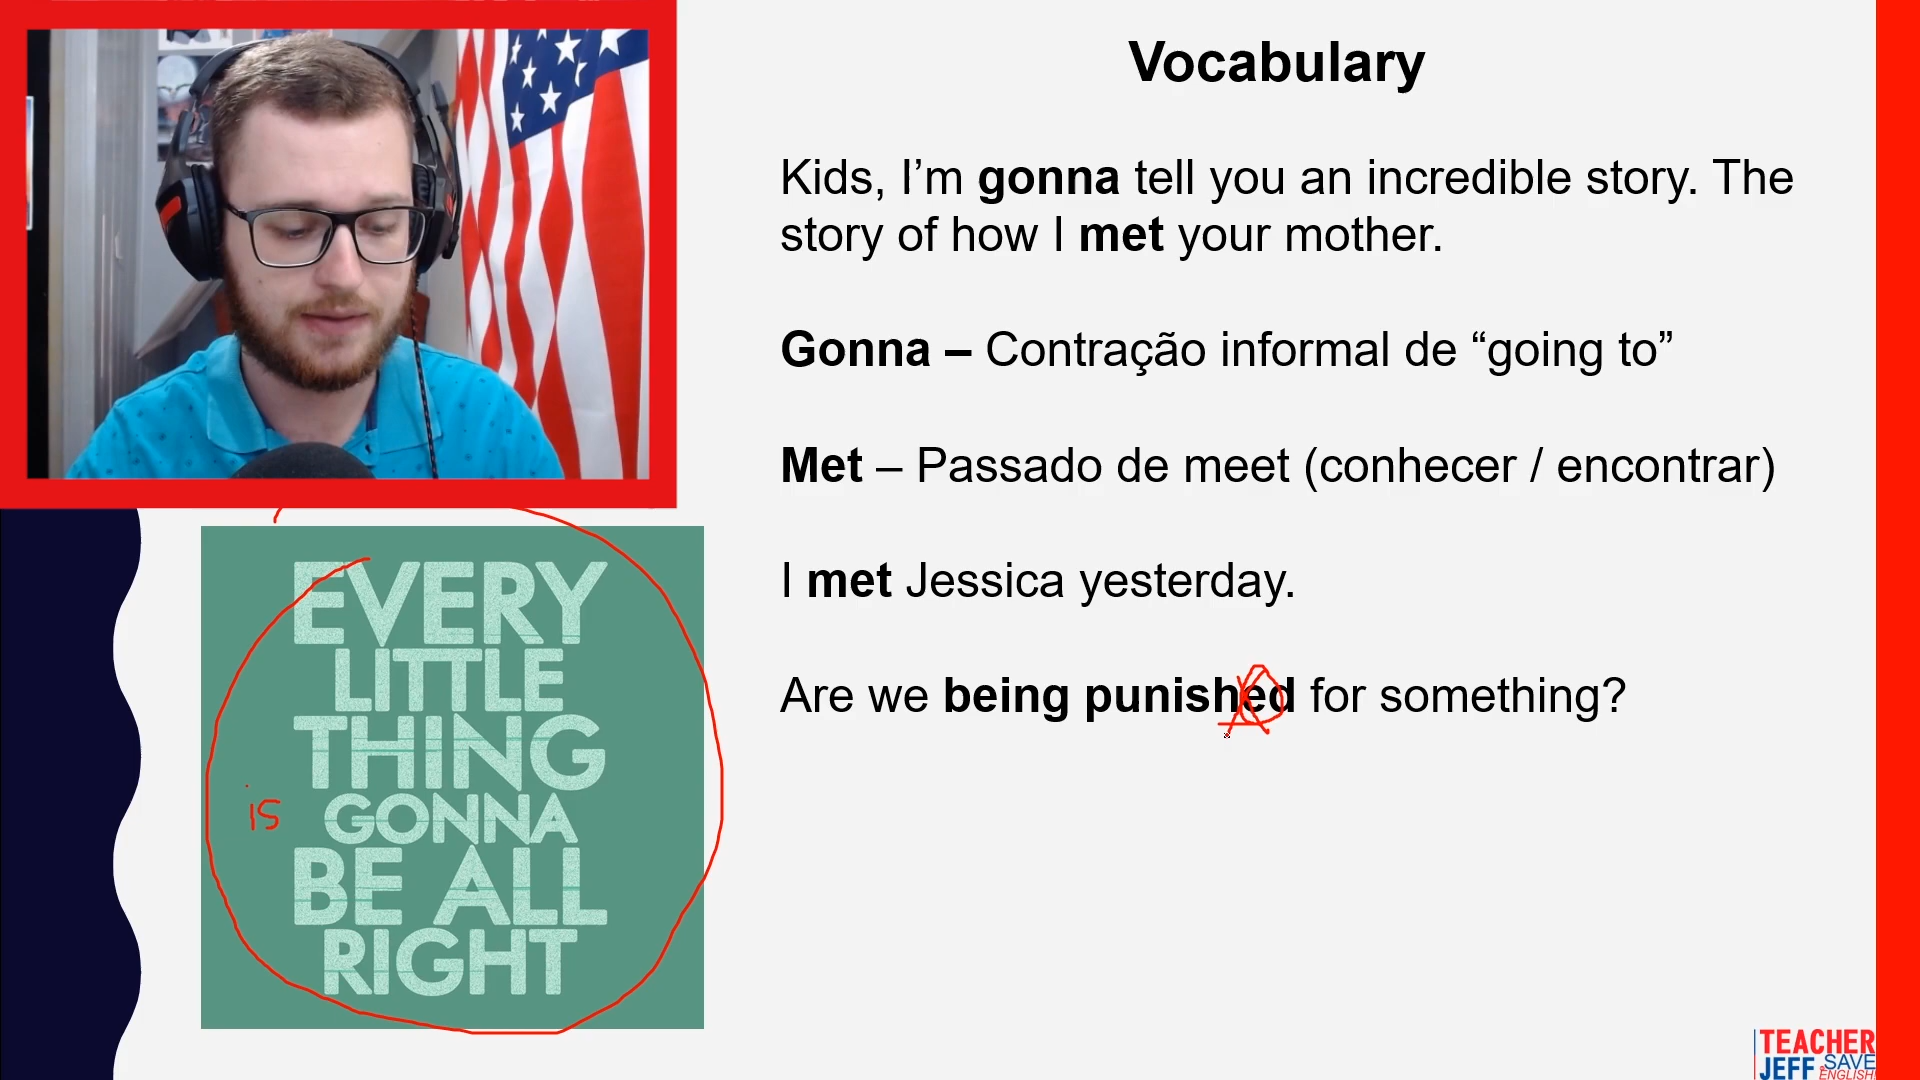 Vocabulary
Kids, I’m gonna tell you an incredible story. The
story of how I met your mother.
Gonna – Contração informal de “going to”
Met – Passado de meet (conhecer / encontrar)
I met Jessica yesterday.
Are we being punished for something?
EVERY
LITTLE
THING
is GONNA
BE ALL
RIGHT
TEACHER
JEFF SAVE
ENGLISH